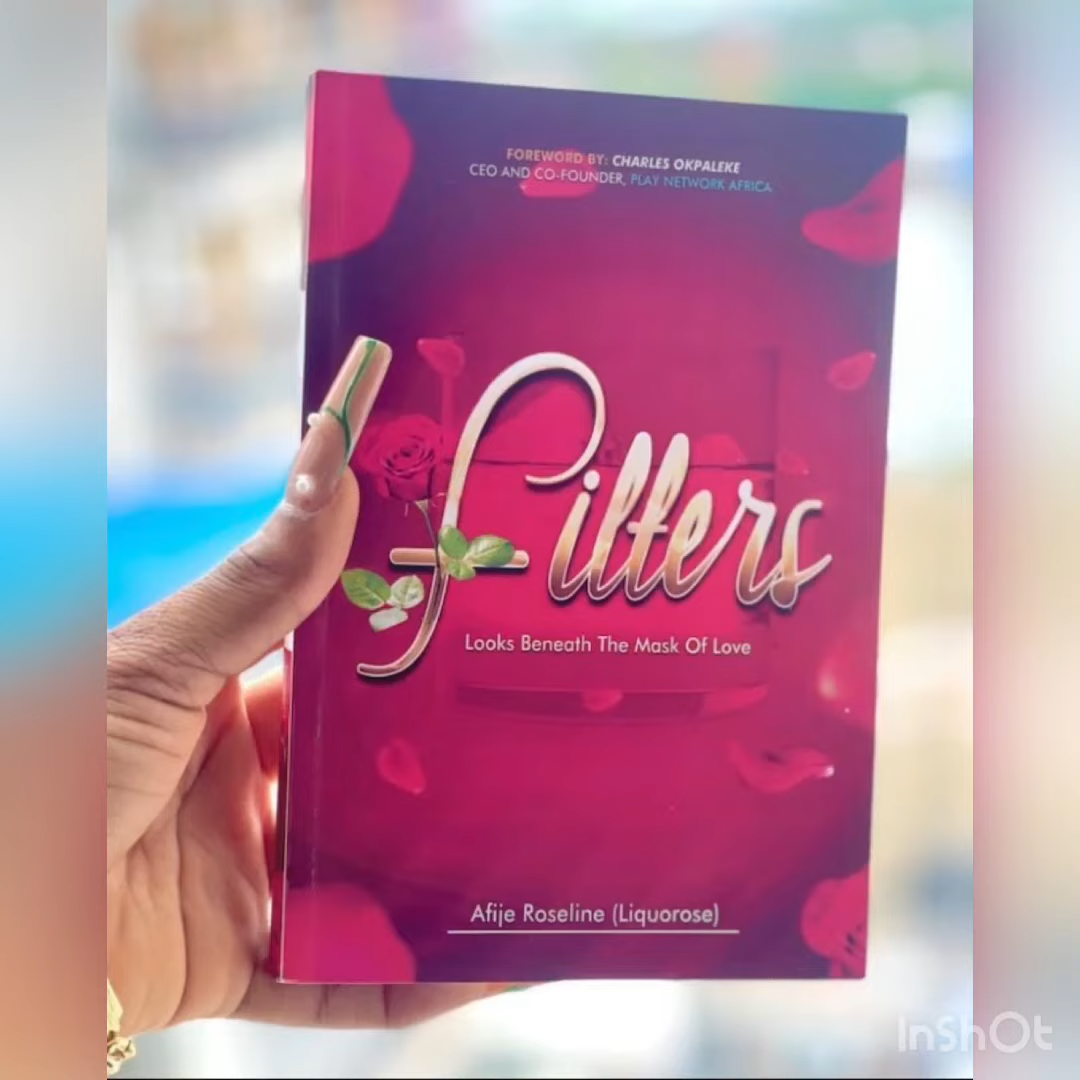 FOREWORD BY: CHARLES OKPALEKE
CEO AND CO-FOUNDER, PLAY NETWORK AFRICA
filters
Looks Beneath The Mask Of Love
Afije Roseline (Liquorose)
InShOt